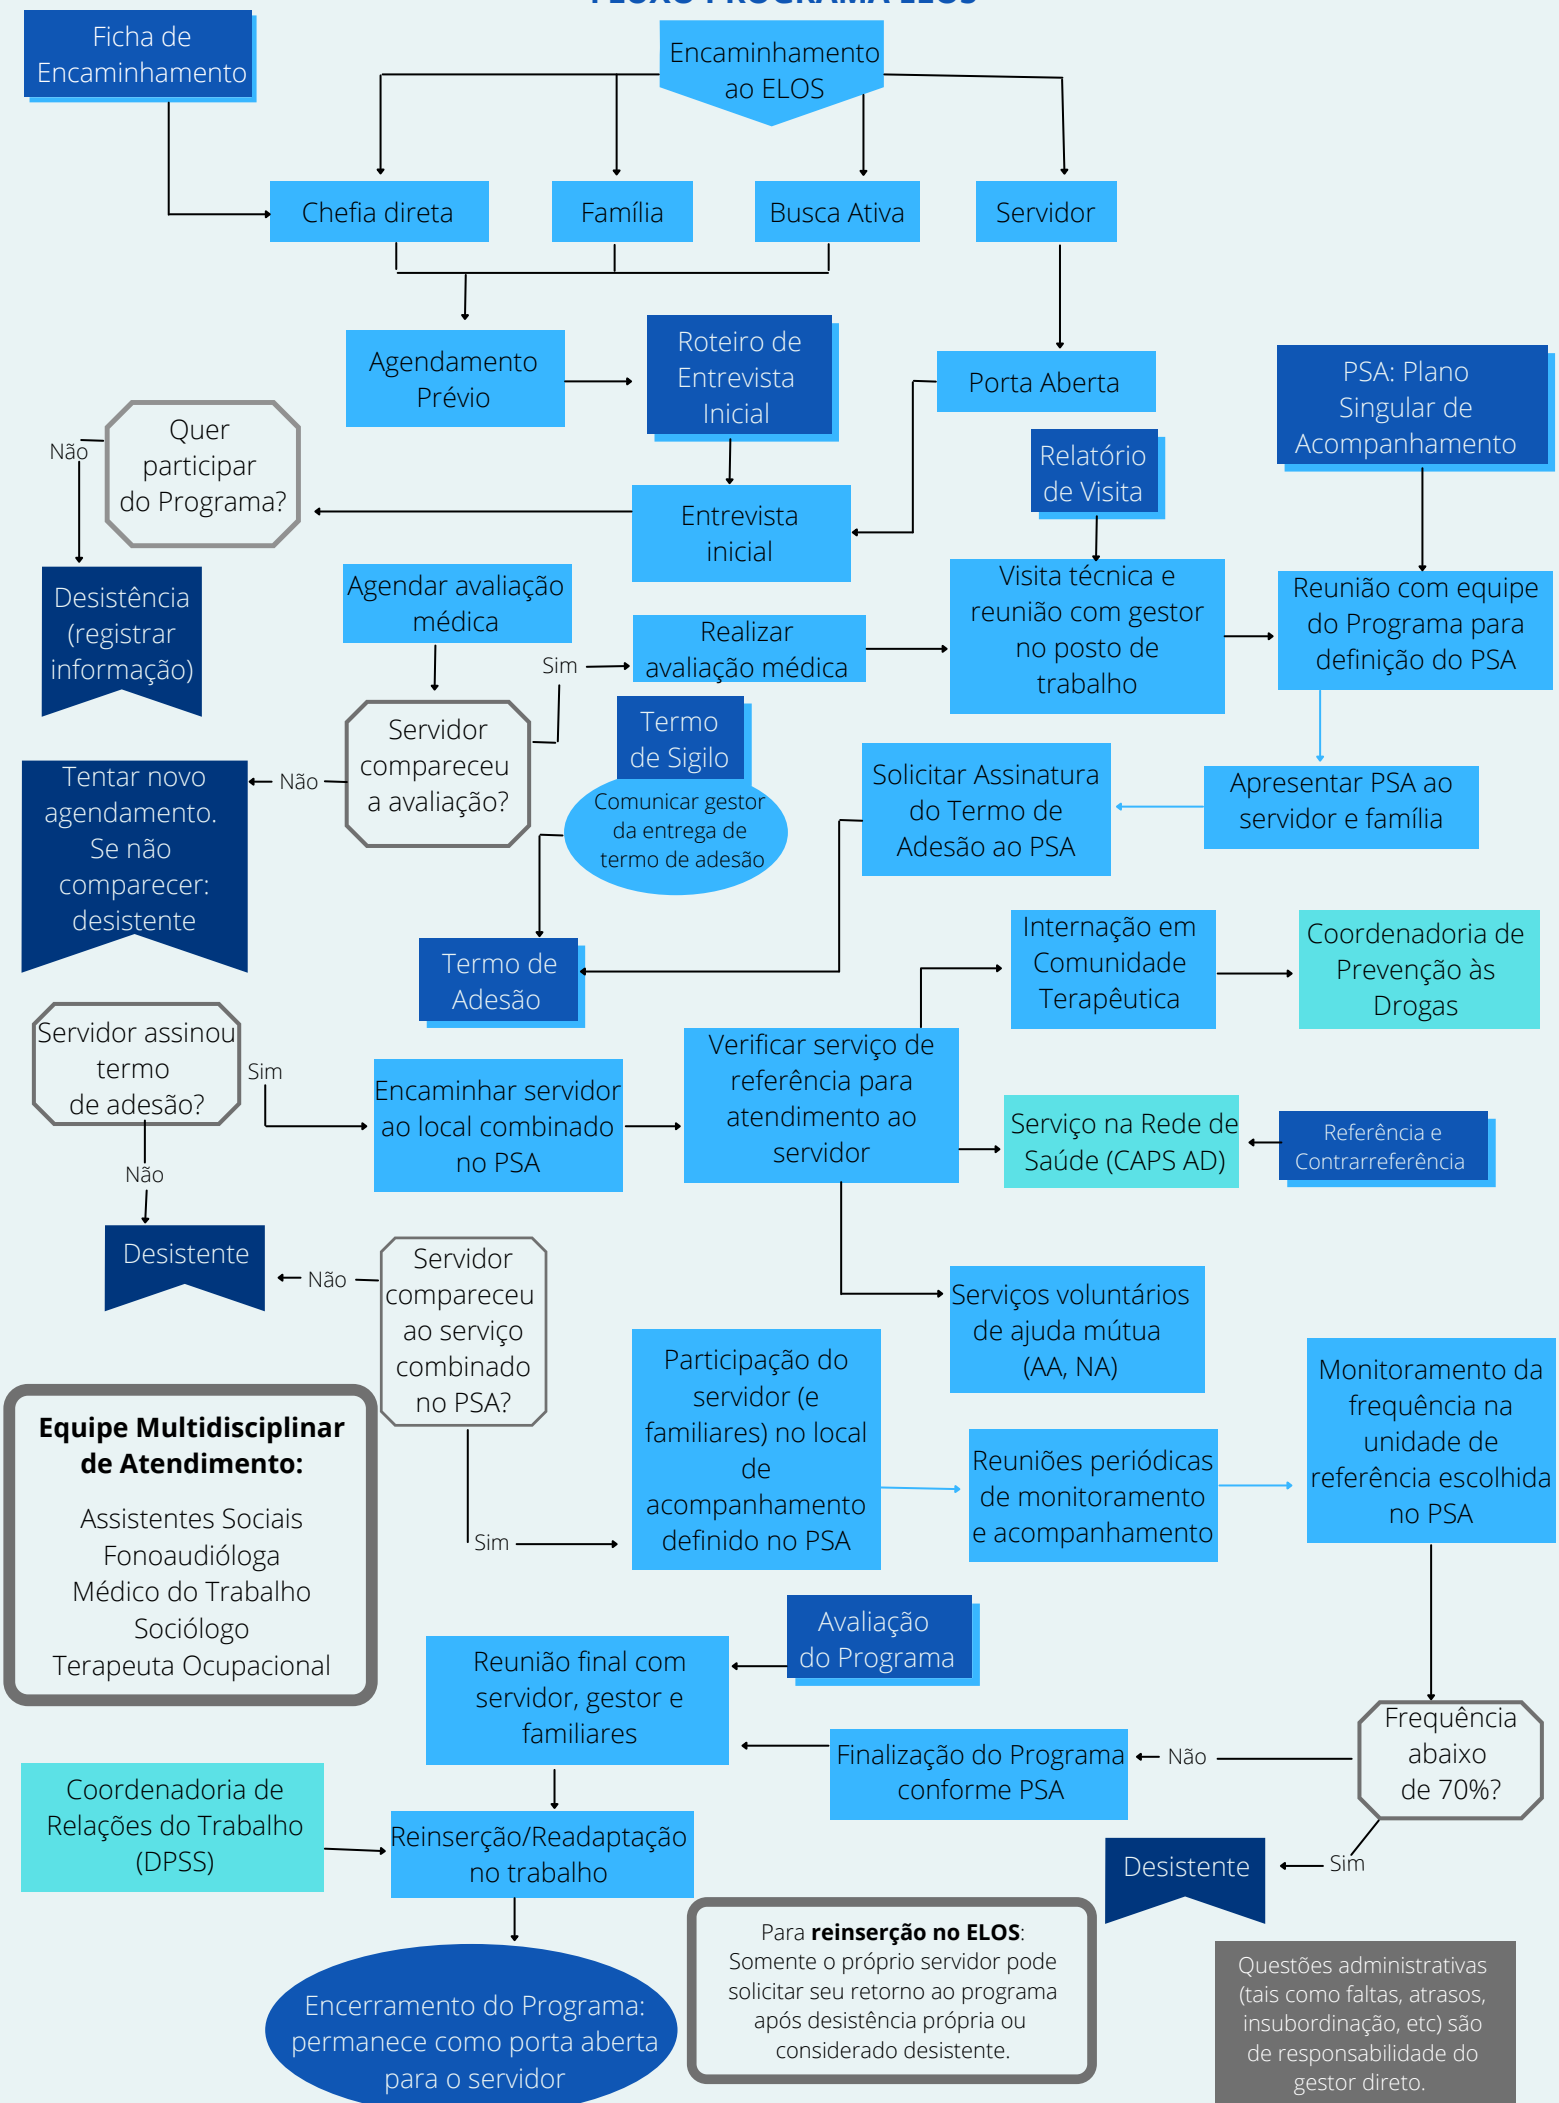 FLUXO PROGRAMA ELOS
Ficha de
Encaminhamento
Encaminhamento
ao ELOS
Chefia direta
Família
Busca Ativa
Servidor
Agendamento
Prévio
Roteiro de
Entrevista
Inicial
Porta Aberta
PSA: Plano
Singular de
Acompanhamento
Quer
participar
do Programa?
Não
Relatório
de Visita
Entrevista
inicial
Desistência
(registrar
informação)
Agendar avaliação
médica
Sim
Realizar
avaliação médica
Visita técnica e
reunião com gestor
no posto de
trabalho
Reunião com equipe
do Programa para
definição do PSA
Servidor
compareceu
a avaliação?
Não
Tentar novo
agendamento.
Se não
comparecer:
desistente
Termo
de Sigilo
Comunicar gestor
da entrega de
termo de adesão
Solicitar Assinatura
do Termo de
Adesão ao PSA
Apresentar PSA ao
servidor e família
Termo de
Adesão
Internação em
Comunidade
Terapêutica
Coordenadoria de
Prevenção às
Drogas
Servidor assinou
termo
de adesão?
Sim
Não
Encaminhar servidor
ao local combinado
no PSA
Verificar serviço de
referência para
atendimento ao
servidor
Serviço na Rede de
Saúde (CAPS AD)
Referência e
Contrarreferência
Desistente
Não
Servidor
compareceu
ao serviço
combinado
no PSA?
Sim
Serviços voluntários
de ajuda mútua
(AA, NA)
Participação do
servidor (e
familiares) no local
de
acompanhamento
definido no PSA
Reuniões periódicas
de monitoramento
e acompanhamento
Monitoramento da
frequência na
unidade de
referência escolhida
no PSA
Equipe Multidisciplinar
de Atendimento:
Assistentes Sociais
Fonoaudióloga
Médico do Trabalho
Sociólogo
Terapeuta Ocupacional
Avaliação
do Programa
Reunião final com
servidor, gestor e
familiares
Finalização do Programa
conforme PSA
Não
Frequência
abaixo
de 70%?
Sim
Desistente
Coordenadoria de
Relações do Trabalho
(DPSS)
Reinserção/Readaptação
no trabalho
Encerramento do Programa:
permanece como porta aberta
para o servidor
Para reinserção no ELOS:
Somente o próprio servidor pode
solicitar seu retorno ao programa
após desistência própria ou
considerado desistente.
Questões administrativas
(tais como faltas, atrasos,
insubordinação, etc) são
de responsabilidade do
gestor direto.